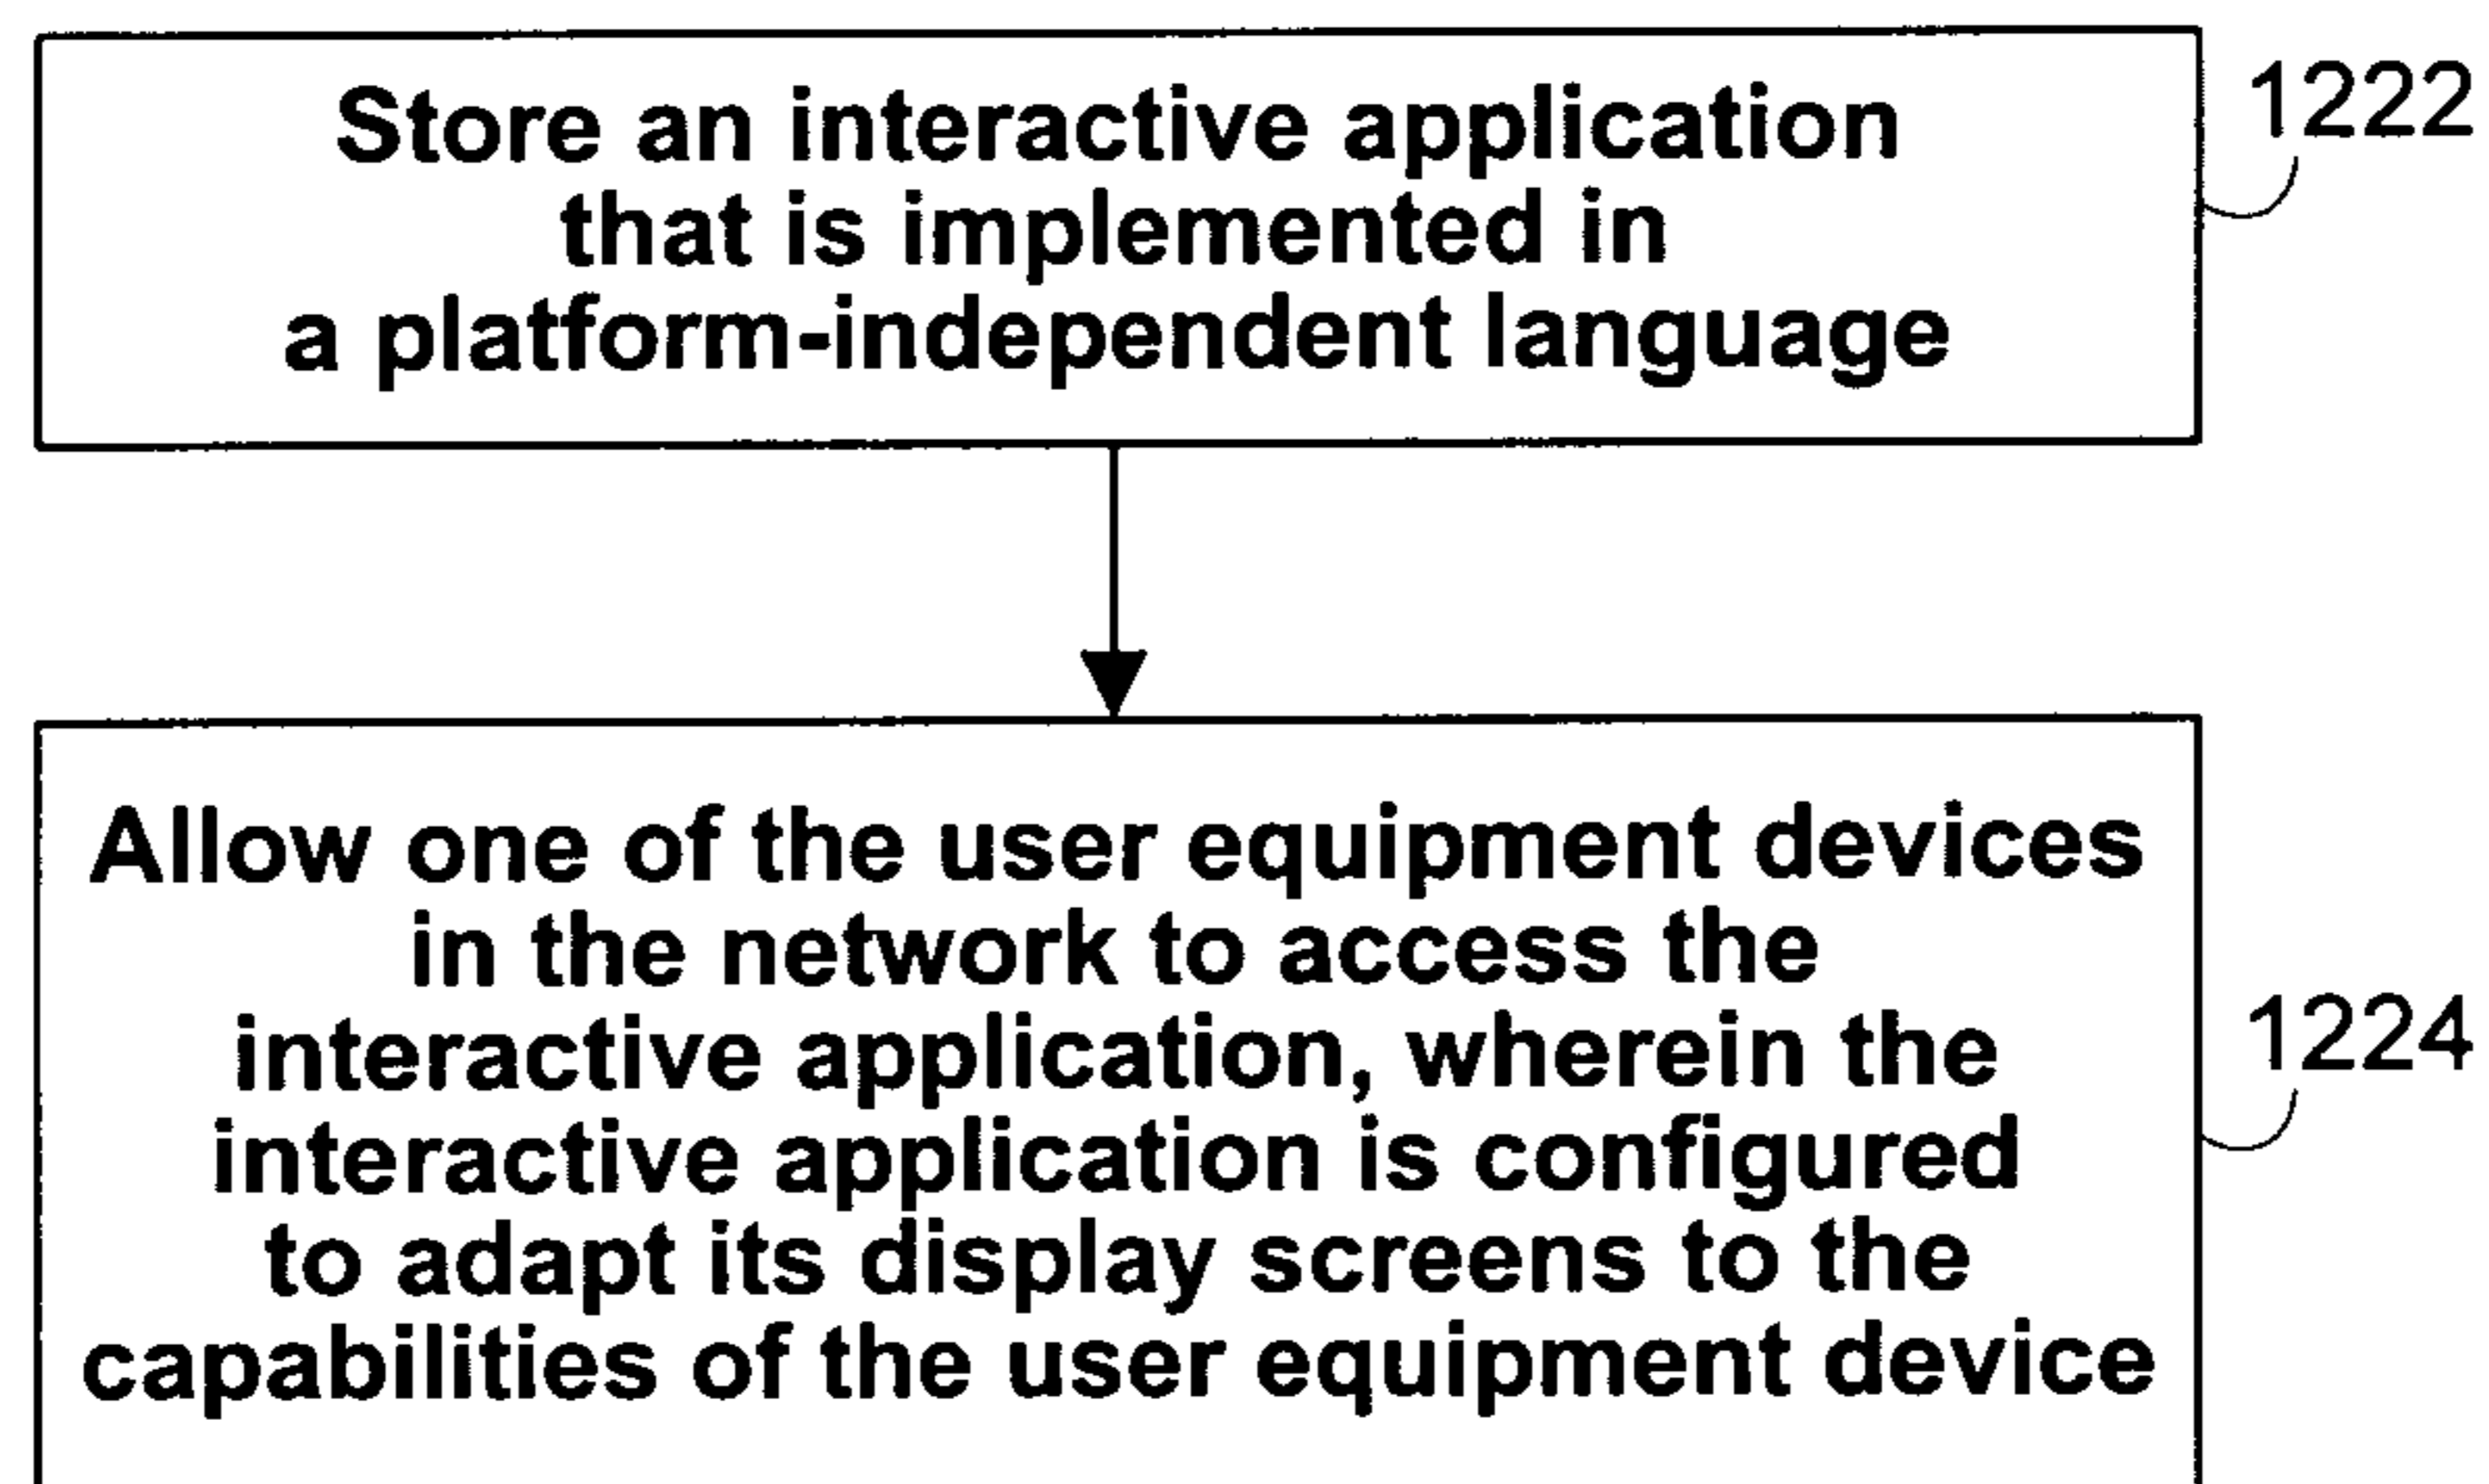 Store an interactive application
1222
that is implemented in
a platform-independent language
Allow one of the user equipment devices
in the network to access the
interactive application, wherein the
1224
interactive application is configured
to adapt its display screens to the
capabilities of the user equipment device